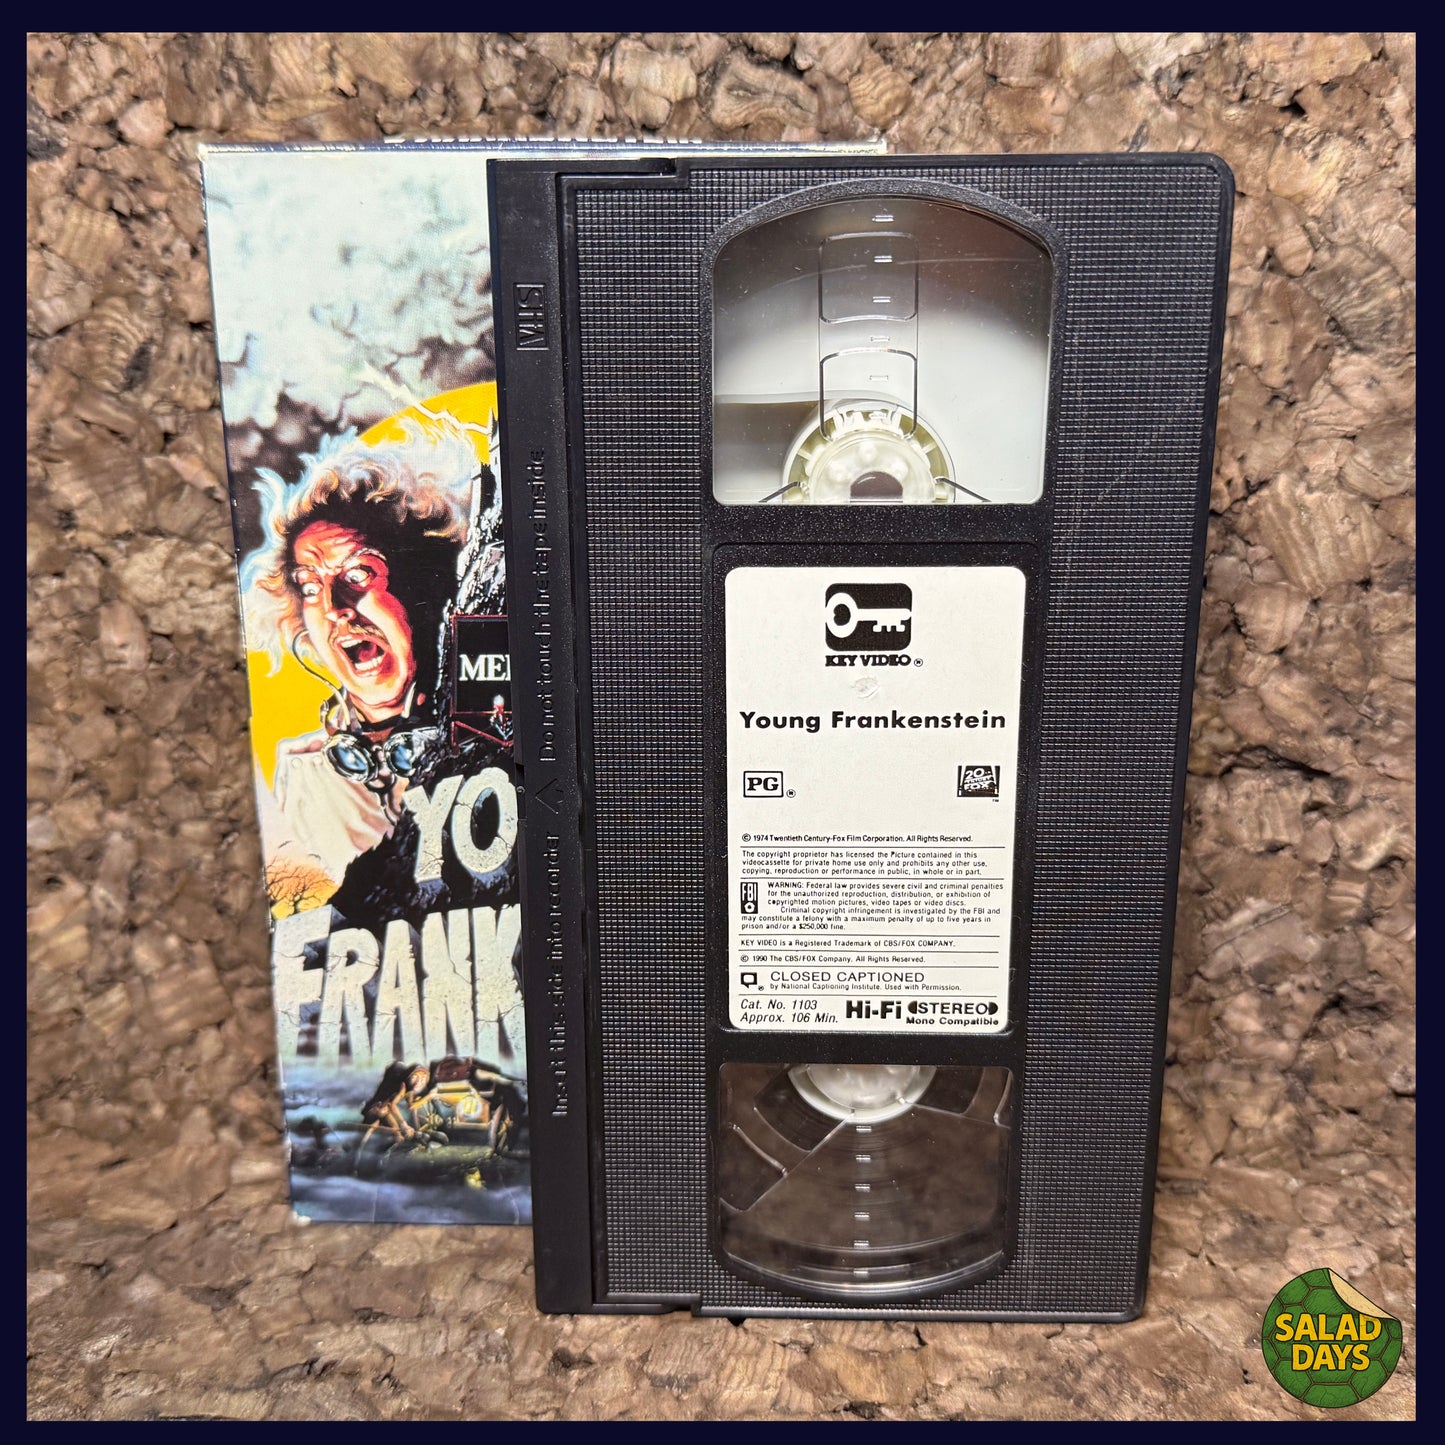 MEL
YO
FRANK
VHS
Do not touch the tape inside
Insert this side into recorder
KEY VIDEO ®
Young Frankenstein
PG ®
20th CENTURY FOX ™
© 1974 Twentieth Century-Fox Film Corporation. All Rights Reserved.
The copyright proprietor has licensed the Picture contained in this
videocassette for private home use only and prohibits any other use,
copying, reproduction or performance in public, in whole or in part.
FBI
WARNING: Federal law provides severe civil and criminal penalties
for the unauthorized reproduction, distribution, or exhibition of
copyrighted motion pictures, video tapes or video discs.
Criminal copyright infringement is investigated by the FBI and
may constitute a felony with a maximum penalty of up to five years in
prison and/or a $250,000 fine.
KEY VIDEO is a Registered Trademark of CBS/FOX COMPANY.
© 1990 The CBS/FOX Company. All Rights Reserved.
® CLOSED CAPTIONED
by National Captioning Institute. Used with Permission.
Cat. No. 1103
Approx. 106 Min.
Hi-Fi STEREO
Mono Compatible
SALAD
DAYS